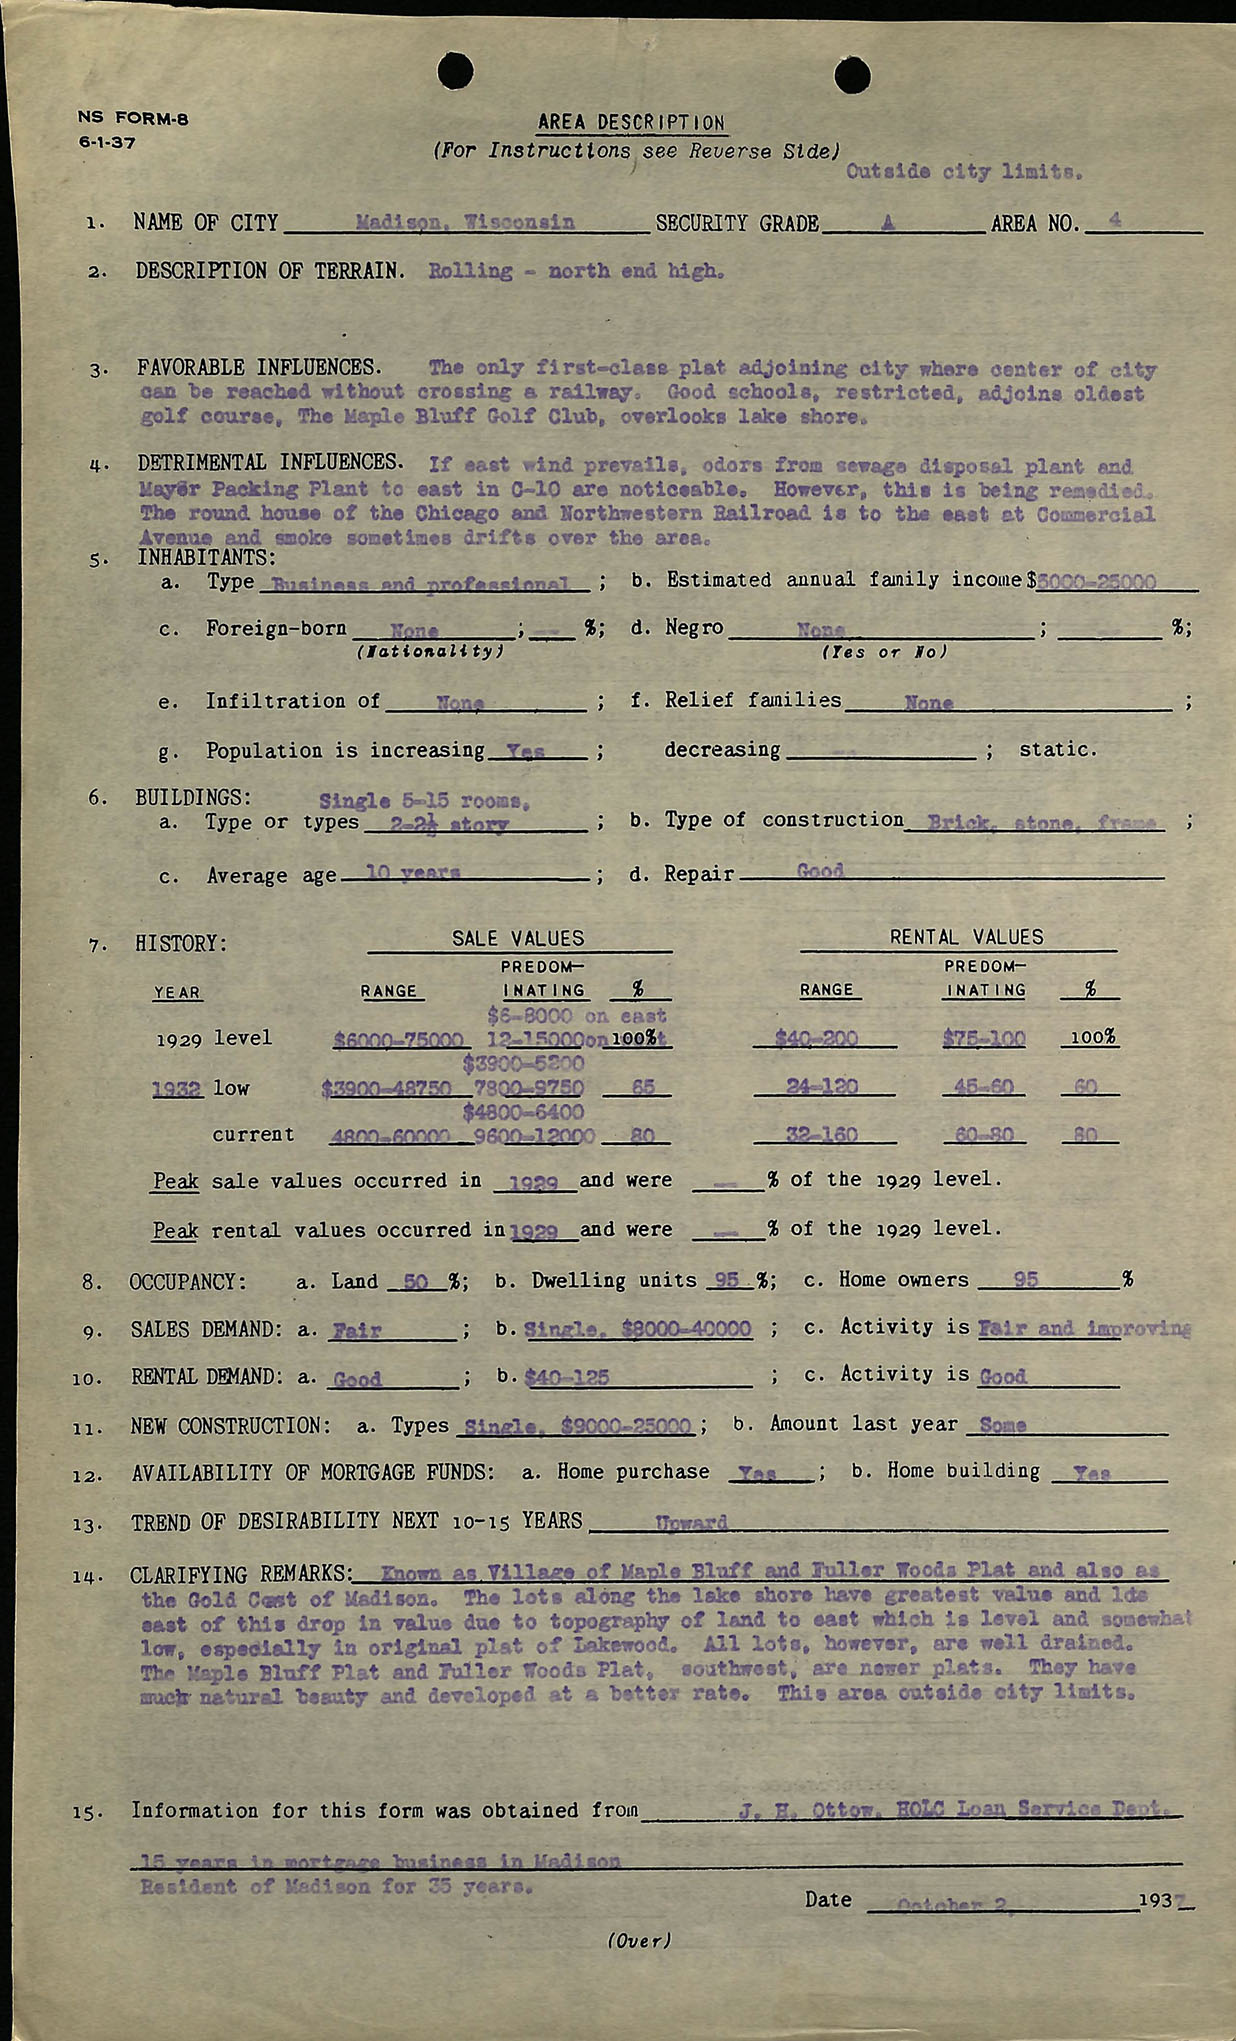 NS FORM-8
6-1-37
AREA DESCRIPTION
(For Instructions see Reverse Side)
Outside city limits.
1. NAME OF CITY Madison, Wisconsin SECURITY GRADE A AREA NO. 4
2. DESCRIPTION OF TERRAIN. Rolling - north end high.
3. FAVORABLE INFLUENCES. The only first-class plat adjoining city where center of city
can be reached without crossing a railway. Good schools, restricted, adjoins oldest
golf course, The Maple Bluff Golf Club, overlooks lake shore.
4. DETRIMENTAL INFLUENCES. If east wind prevails, odors from sewage disposal plant and
Mayer Packing Plant to east in C-10 are noticeable. However, this is being remedied.
The round house of the Chicago and Northwestern Railroad is to the east at Commercial
Avenue and smoke sometimes drifts over the area.
5. INHABITANTS:
a. Type Business and professional ; b. Estimated annual family income $5000-25000
c. Foreign-born None ; -- %; d. Negro None ; %;
(Nationality) (Yes or No)
e. Infiltration of None ; f. Relief families None ;
g. Population is increasing Yes ; decreasing -- ; static.
6. BUILDINGS: Single 5-15 rooms,
a. Type or types 2-2½ story ; b. Type of construction Brick, stone, frame ;
c. Average age 10 years ; d. Repair Good
7. HISTORY: SALE VALUES RENTAL VALUES
PREDOM- PREDOM-
YEAR RANGE INATING % RANGE INATING %
$6-8000 on east
1929 level $6000-75000 12-15000on 100% $40-200 $75-100 100%
$3900-5200
1932 low $3900-48750 7800-9750 65 24-120 45-60 60
$4800-6400
current 4800-60000 9600-12000 80 32-160 60-80 80
Peak sale values occurred in 1929 and were -- % of the 1929 level.
Peak rental values occurred in 1929 and were -- % of the 1929 level.
8. OCCUPANCY: a. Land 50 %; b. Dwelling units 95 %; c. Home owners 95 %
9. SALES DEMAND: a. Fair ; b. Single, $8000-40000 ; c. Activity is Fair and improving
10. RENTAL DEMAND: a. Good ; b. $40-125 ; c. Activity is Good
11. NEW CONSTRUCTION: a. Types Single, $9000-25000 ; b. Amount last year Some
12. AVAILABILITY OF MORTGAGE FUNDS: a. Home purchase Yes ; b. Home building Yes
13. TREND OF DESIRABILITY NEXT 10-15 YEARS Upward
14. CLARIFYING REMARKS: Known as Village of Maple Bluff and Fuller Woods Plat and also as
the Gold Coast of Madison. The lots along the lake shore have greatest value and
east of this drop in value due to topography of land to east which is level and somewhat
low, especially in original plat of Lakewood. All lots, however, are well drained.
The Maple Bluff Plat and Fuller Woods Plat, southwest, are newer plats. They have
much natural beauty and developed at a better rate. This area outside city limits.
15. Information for this form was obtained from J. H. Ottow, HOLC Loan Service Dept.
15 years in mortgage business in Madison
Resident of Madison for 35 years.
Date October 2, 1937
(Over)